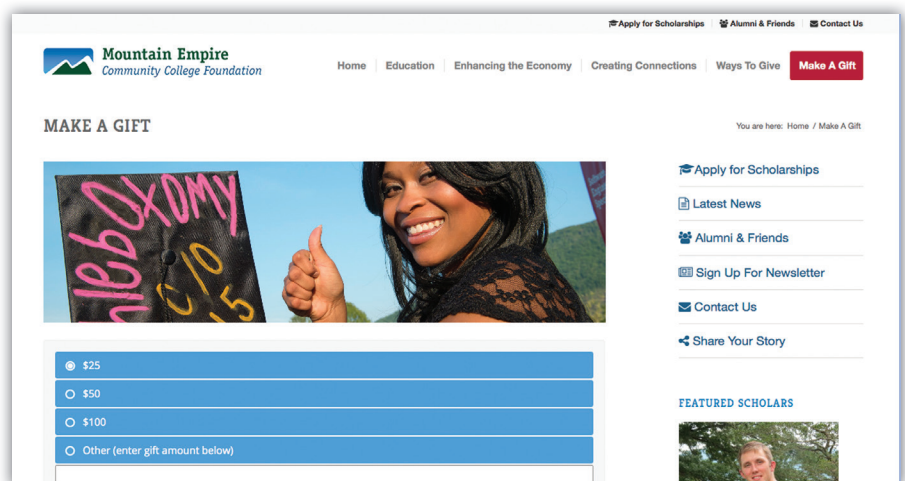 Apply for Scholarships Alumni & Friends Contact Us
Mountain Empire
Community College Foundation
Home Education Enhancing the Economy Creating Connections Ways To Give Make A Gift
MAKE A GIFT
You are here: Home / Make A Gift
OXOMY
C/O
15
Apply for Scholarships
Latest News
Alumni & Friends
Sign Up For Newsletter
Contact Us
Share Your Story
$25
$50
$100
Other (enter gift amount below)
FEATURED SCHOLARS